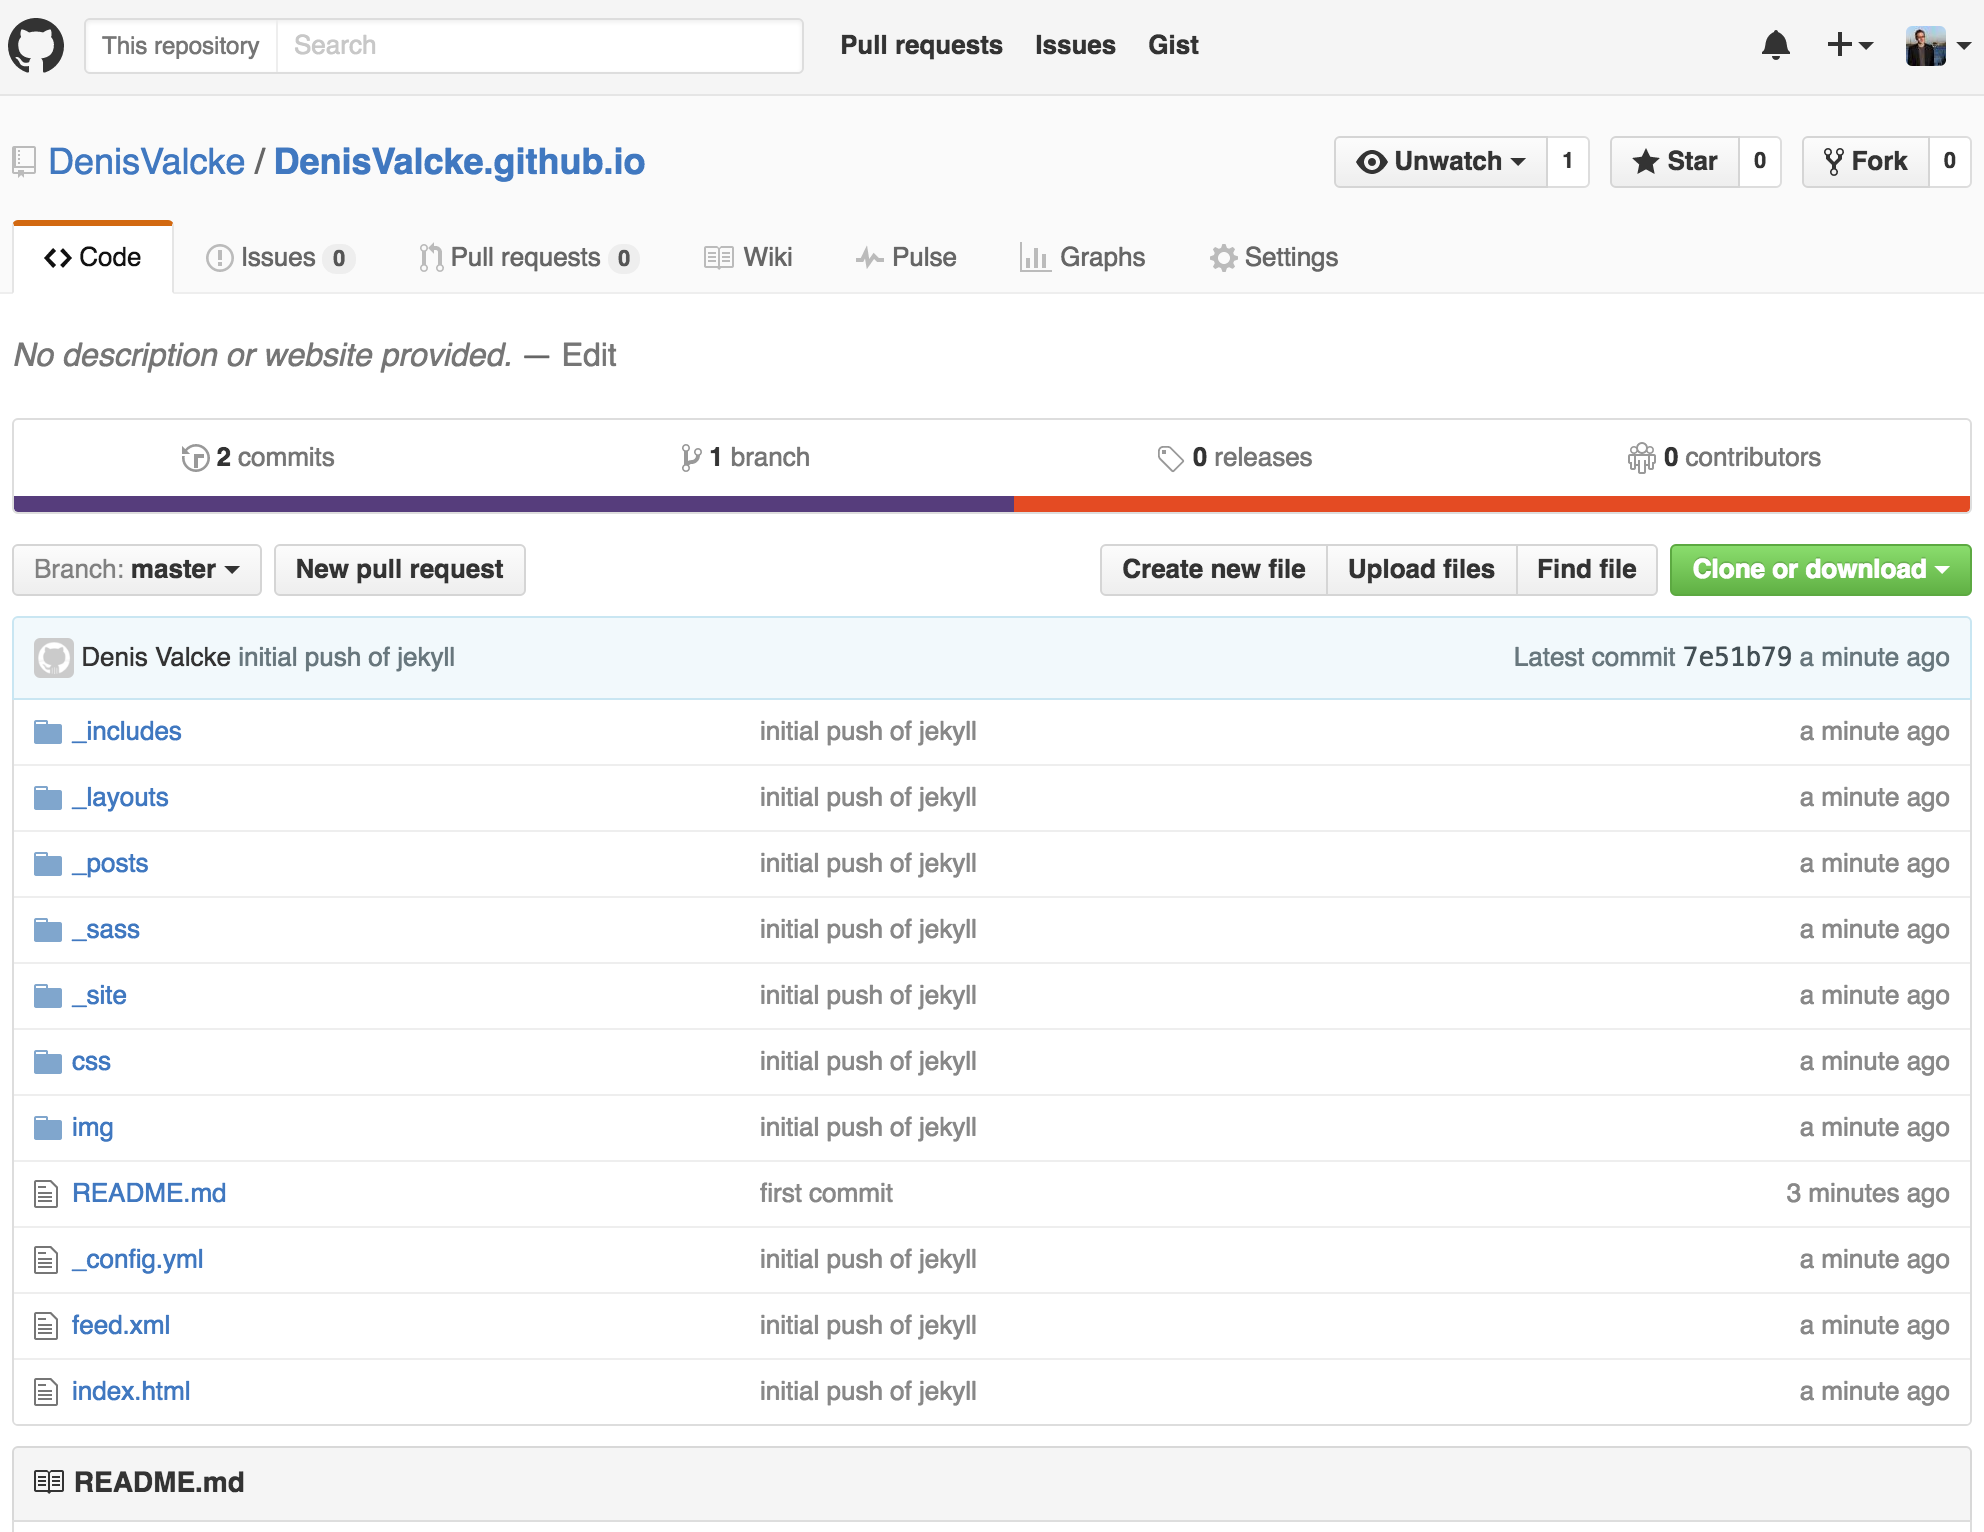 This repository Search Pull requests Issues Gist
DenisValcke / DenisValcke.github.io Unwatch 1 Star 0 Fork 0
Code Issues 0 Pull requests 0 Wiki Pulse Graphs Settings
No description or website provided. — Edit
2 commits 1 branch 0 releases 0 contributors
Branch: master New pull request Create new file Upload files Find file Clone or download
Denis Valcke initial push of jekyll Latest commit 7e51b79 a minute ago
_includes initial push of jekyll a minute ago
_layouts initial push of jekyll a minute ago
_posts initial push of jekyll a minute ago
_sass initial push of jekyll a minute ago
_site initial push of jekyll a minute ago
css initial push of jekyll a minute ago
img initial push of jekyll a minute ago
README.md first commit 3 minutes ago
_config.yml initial push of jekyll a minute ago
feed.xml initial push of jekyll a minute ago
index.html initial push of jekyll a minute ago
README.md